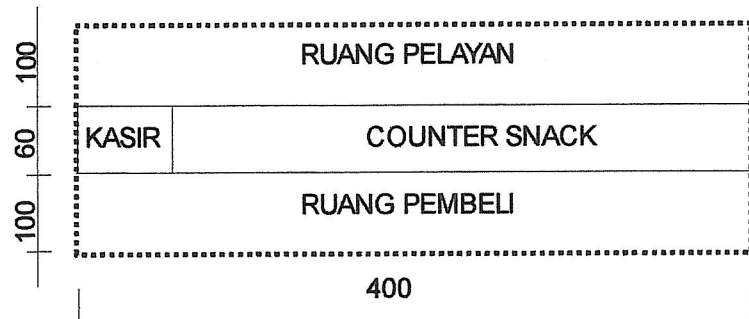 100
RUANG PELAYAN
60
KASIR
COUNTER SNACK
100
RUANG PEMBELI
400